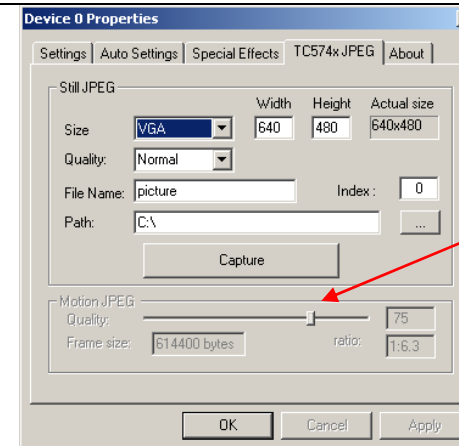 Device 0 Properties
Settings Auto Settings Special Effects TC574x JPEG About
Still JPEG
Width Height Actual size
Size VGA 640 480 640x480
Quality: Normal
File Name: picture Index : 0
Path: C:\ ...
Capture
Motion JPEG
Quality: 75
Frame size: 614400 bytes ratio: 1:6.3
OK Cancel Apply